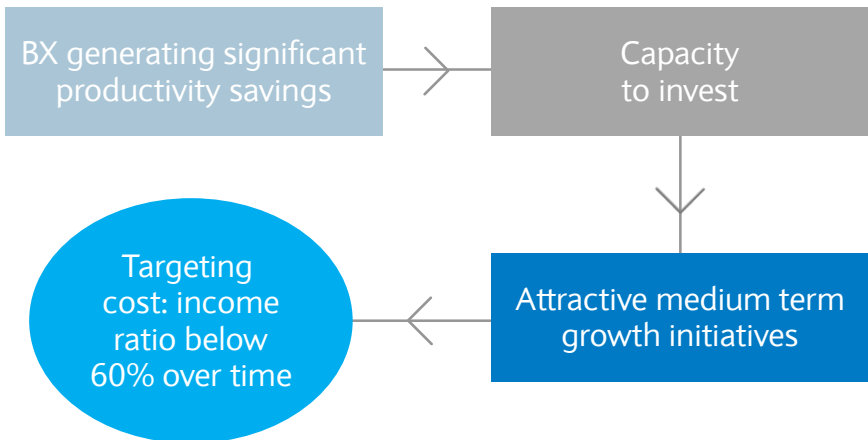 BX generating significant
productivity savings
Capacity
to invest
Attractive medium term
growth initiatives
Targeting
cost: income
ratio below
60% over time